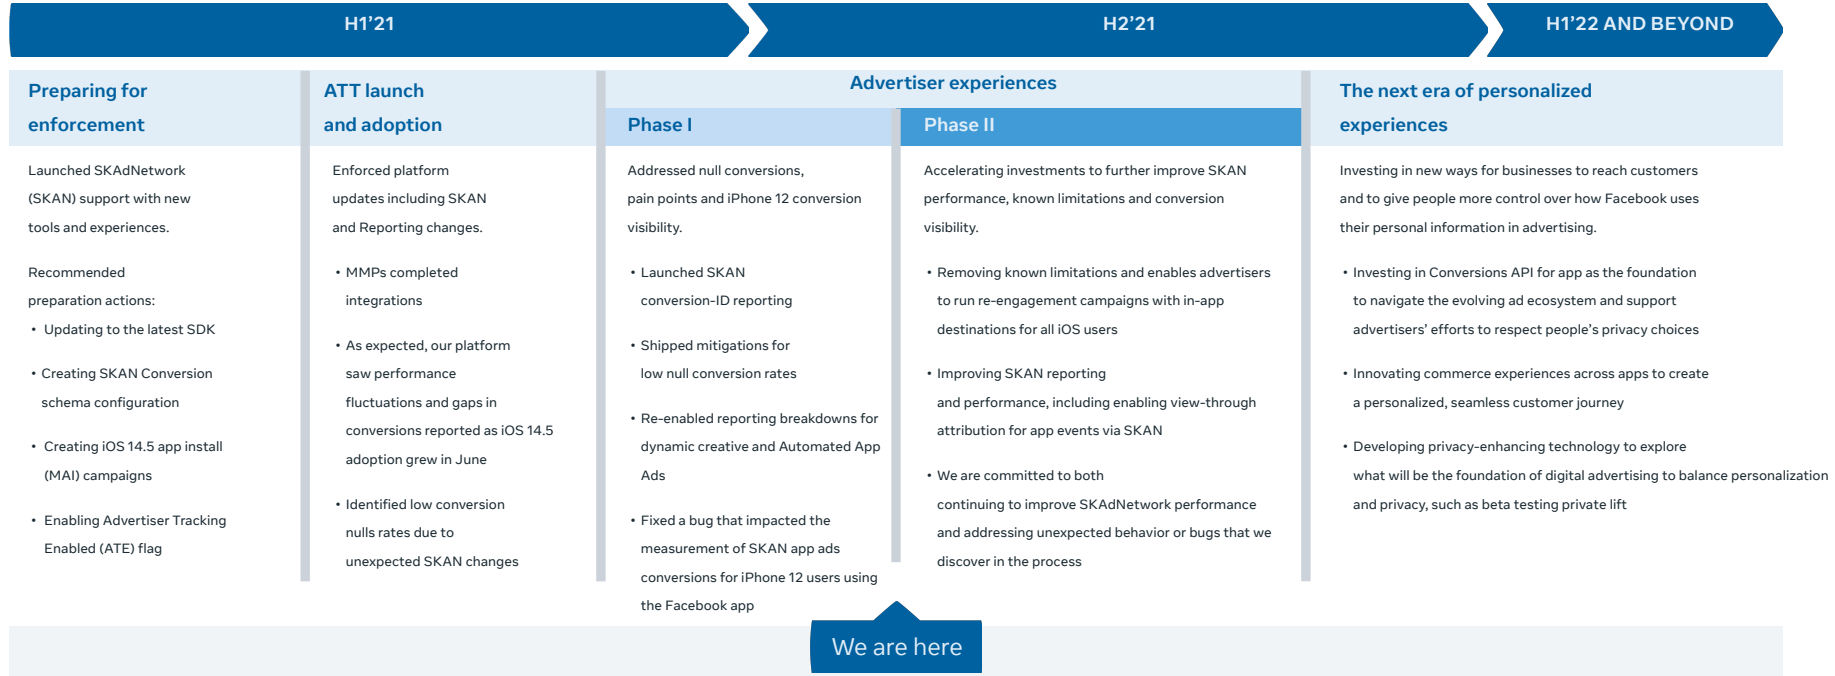 H1’21
H2’21
H1’22 AND BEYOND
Preparing for
enforcement
Launched SKAdNetwork
(SKAN) support with new
tools and experiences.
Recommended
preparation actions:
• Updating to the latest SDK
• Creating SKAN Conversion
schema configuration
• Creating iOS 14.5 app install
(MAI) campaigns
• Enabling Advertiser Tracking
Enabled (ATE) flag
ATT launch
and adoption
Enforced platform
updates including SKAN
and Reporting changes.
• MMPs completed
integrations
• As expected, our platform
saw performance
fluctuations and gaps in
conversions reported as iOS 14.5
adoption grew in June
• Identified low conversion
nulls rates due to
unexpected SKAN changes
Advertiser experiences
Phase I
Addressed null conversions,
pain points and iPhone 12 conversion
visibility.
• Launched SKAN
conversion-ID reporting
• Shipped mitigations for
low null conversion rates
• Re-enabled reporting breakdowns for
dynamic creative and Automated App
Ads
• Fixed a bug that impacted the
measurement of SKAN app ads
conversions for iPhone 12 users using
the Facebook app
Phase II
Accelerating investments to further improve SKAN
performance, known limitations and conversion
visibility.
• Removing known limitations and enables advertisers
to run re-engagement campaigns with in-app
destinations for all iOS users
• Improving SKAN reporting
and performance, including enabling view-through
attribution for app events via SKAN
• We are committed to both
continuing to improve SKAdNetwork performance
and addressing unexpected behavior or bugs that we
discover in the process
The next era of personalized
experiences
Investing in new ways for businesses to reach customers
and to give people more control over how Facebook uses
their personal information in advertising.
• Investing in Conversions API for app as the foundation
to navigate the evolving ad ecosystem and support
advertisers’ efforts to respect people’s privacy choices
• Innovating commerce experiences across apps to create
a personalized, seamless customer journey
• Developing privacy-enhancing technology to explore
what will be the foundation of digital advertising to balance personalization
and privacy, such as beta testing private lift
We are here